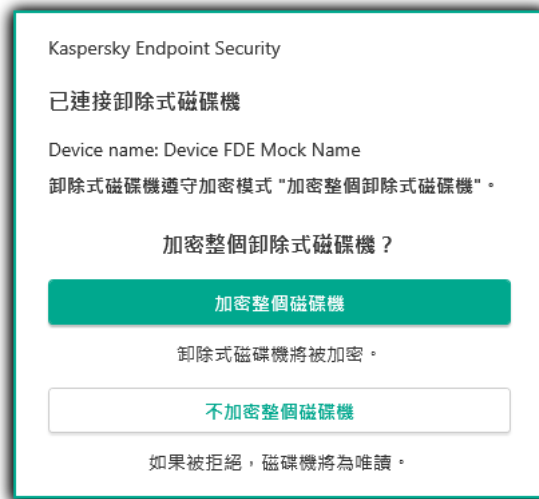 Kaspersky Endpoint Security
已連接卸除式磁碟機
Device name: Device FDE Mock Name
卸除式磁碟機遵守加密模式 "加密整個卸除式磁碟機"。
加密整個卸除式磁碟機？
加密整個磁碟機
卸除式磁碟機將被加密。
不加密整個磁碟機
如果被拒絕，磁碟機將為唯讀。